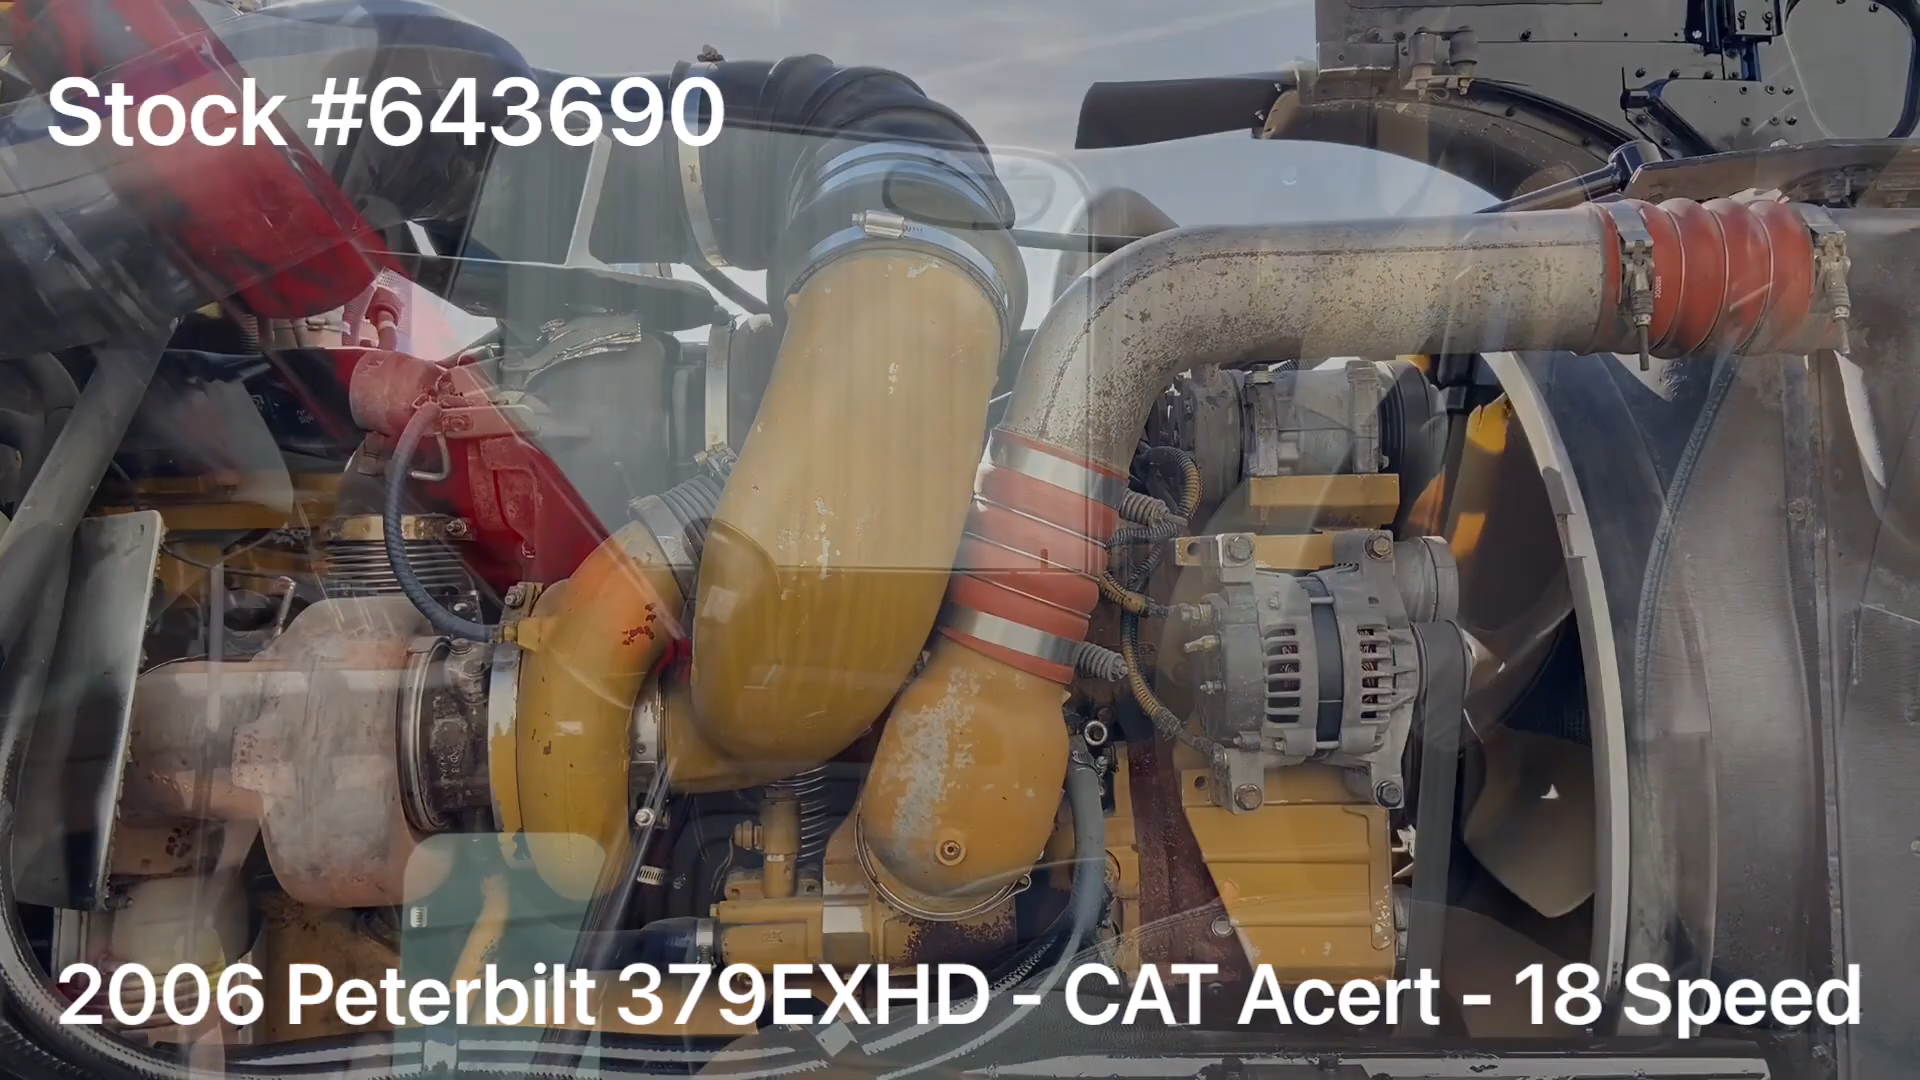 Stock #643690
2006 Peterbilt 379EXHD - CAT Acert - 18 Speed